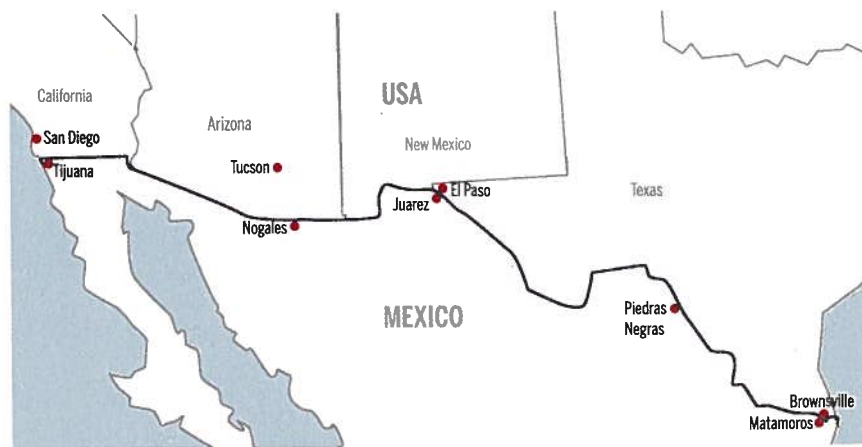 USA
California
Arizona
San Diego
New Mexico
Tucson
El Paso
Tijuana
Texas
Juarez
Nogales
MEXICO
Piedras
Negras
Brownsville
Matamoros